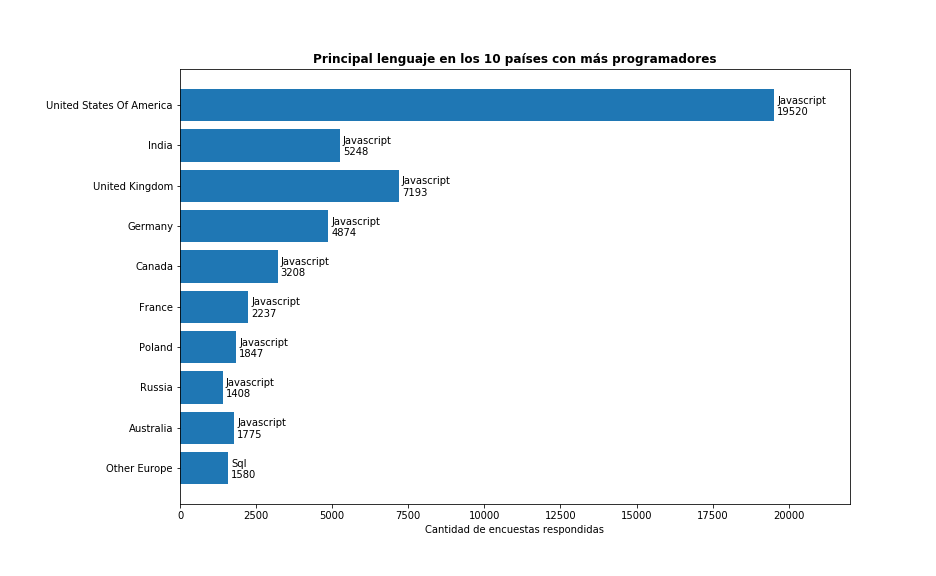 Principal lenguaje en los 10 países con más programadores
United States Of America
Javascript
19520
India
Javascript
5248
United Kingdom
Javascript
7193
Germany
Javascript
4874
Canada
Javascript
3208
France
Javascript
2237
Poland
Javascript
1847
Russia
Javascript
1408
Australia
Javascript
1775
Other Europe
Sql
1580
0 2500 5000 7500 10000 12500 15000 17500 20000
Cantidad de encuestas respondidas